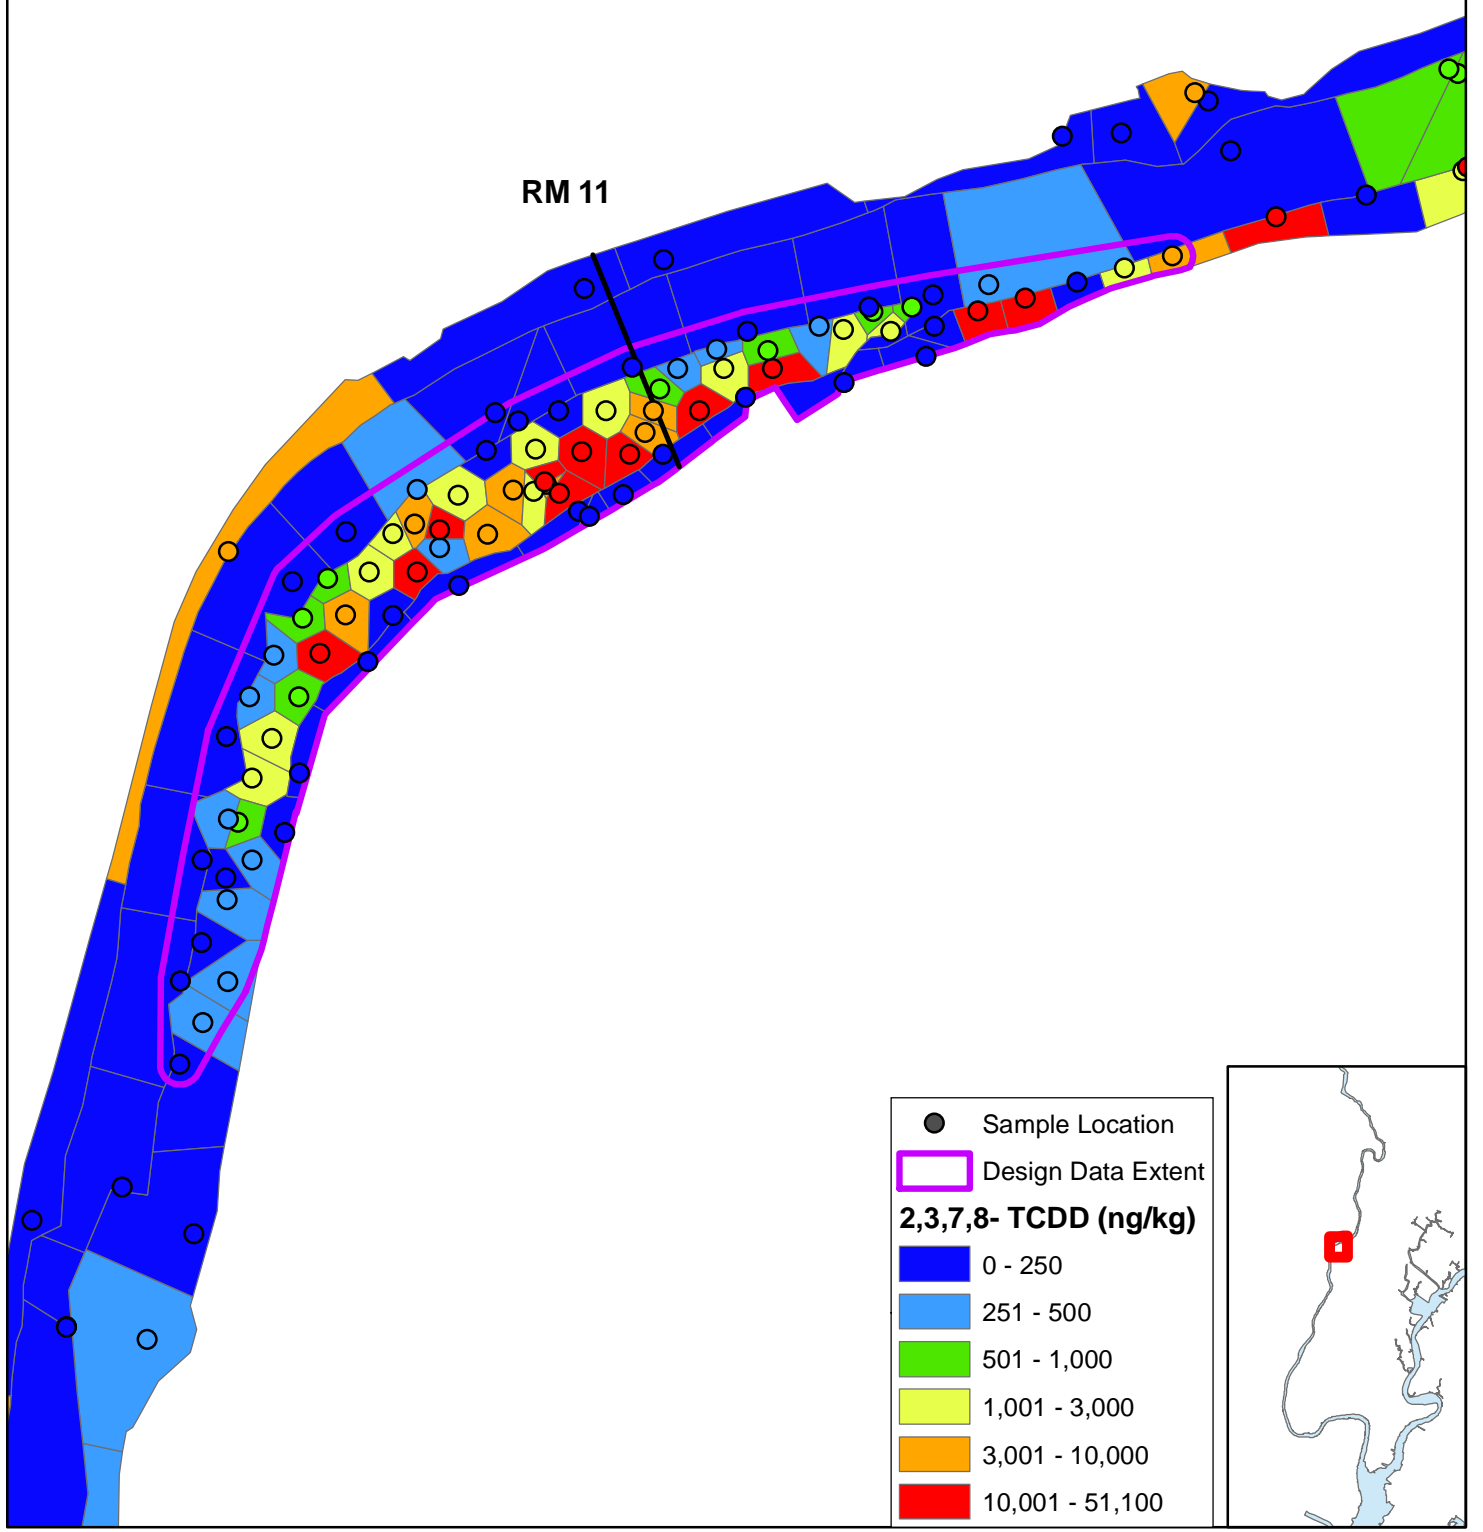 RM 11
Sample Location
Design Data Extent
2,3,7,8- TCDD (ng/kg)
0 - 250
251 - 500
501 - 1,000
1,001 - 3,000
3,001 - 10,000
10,001 - 51,100